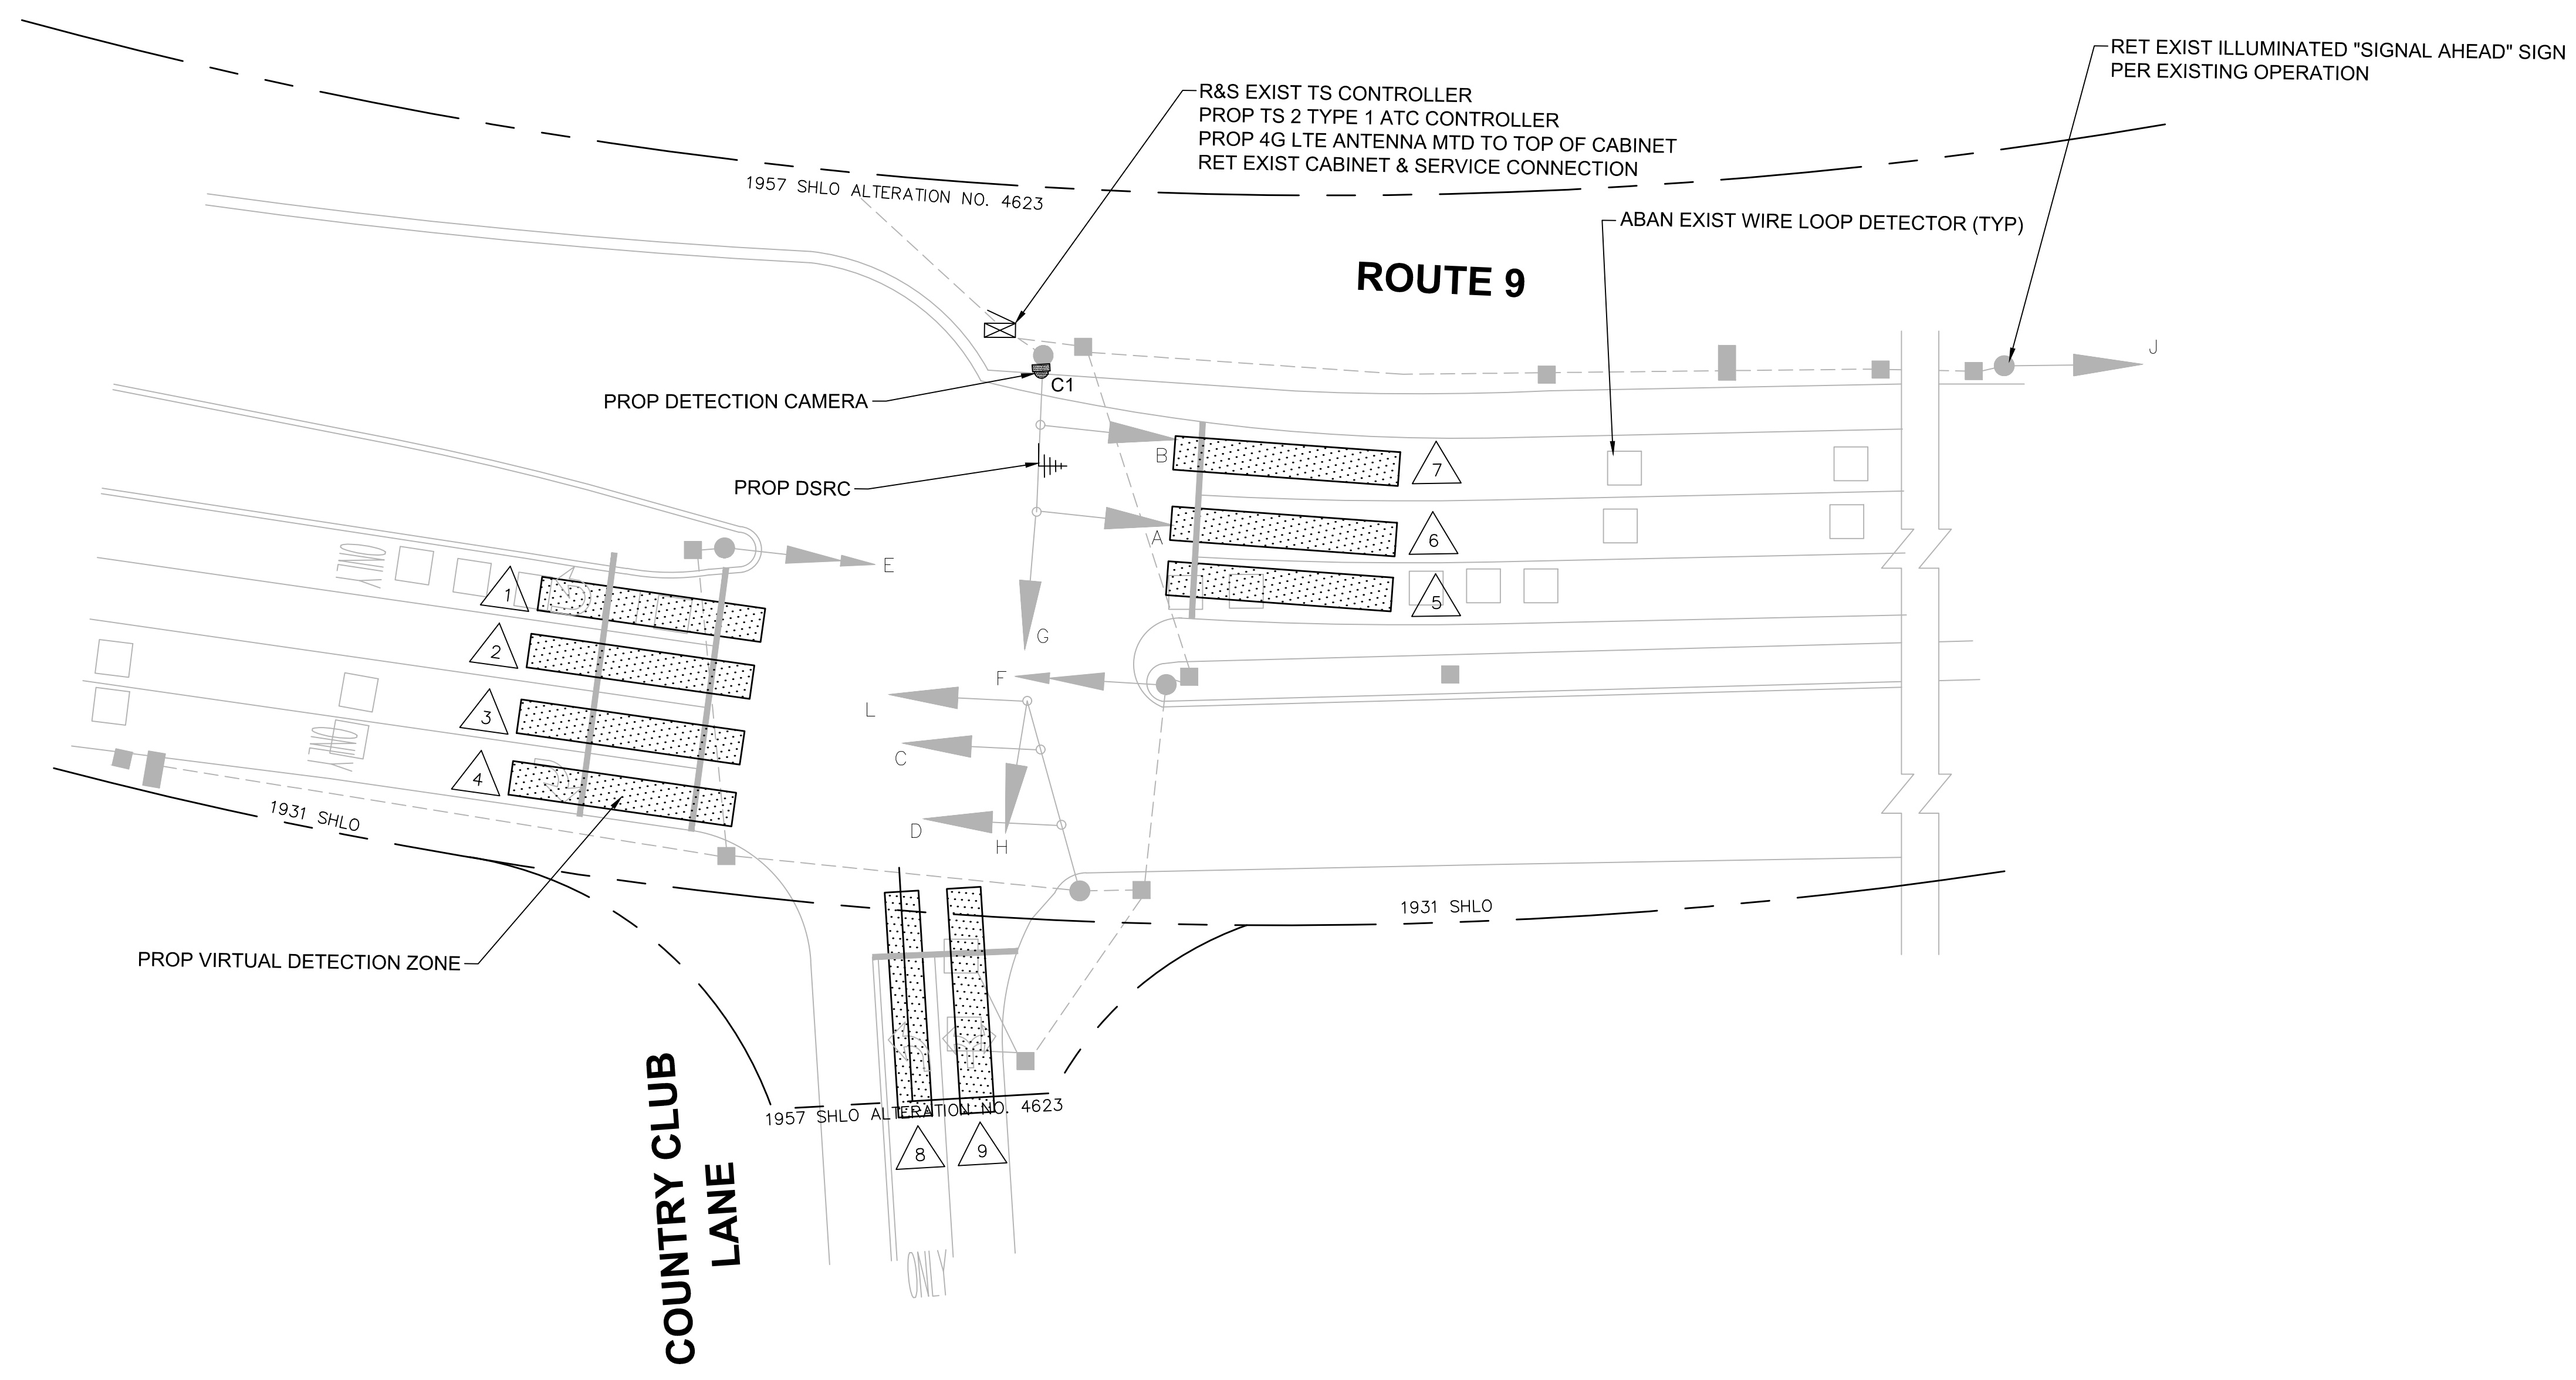 RET EXIST ILLUMINATED "SIGNAL AHEAD" SIGN
PER EXISTING OPERATION
R&S EXIST TS CONTROLLER
PROP TS 2 TYPE 1 ATC CONTROLLER
PROP 4G LTE ANTENNA MTD TO TOP OF CABINET
RET EXIST CABINET & SERVICE CONNECTION
1957 SHLO ALTERATION NO. 4623
ABAN EXIST WIRE LOOP DETECTOR (TYP)
ROUTE 9
J
C1
PROP DETECTION CAMERA
B
7
PROP DSRC
A
6
E
ONLY
1
5
2
G
F
3
L
ONLY
C
4
D
H
1931 SHLO
1931 SHLO
PROP VIRTUAL DETECTION ZONE
1957 SHLO ALTERATION NO. 4623
8
9
COUNTRY CLUB
LANE
ONLY